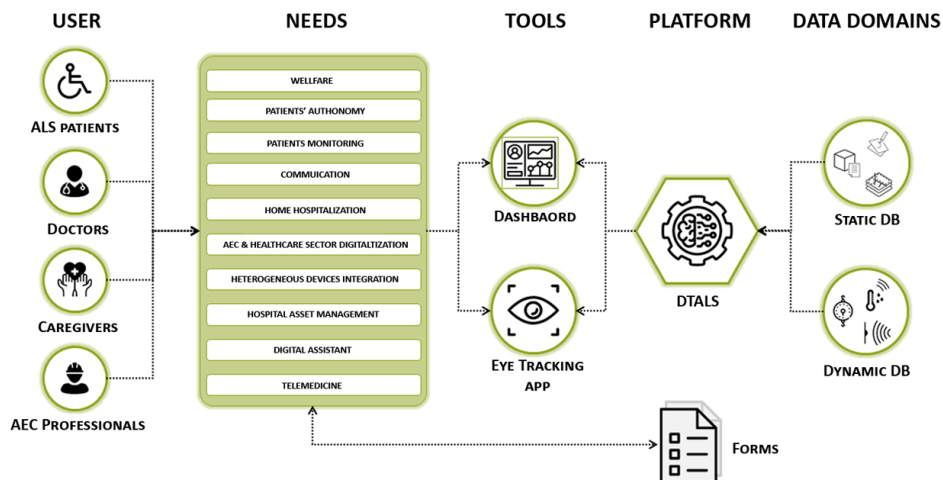 USER
NEEDS
TOOLS
PLATFORM
DATA DOMAINS
ALS PATIENTS
DOCTORS
CAREGIVERS
AEC PROFESSIONALS
WELLFARE
PATIENTS' AUTHONOMY
PATIENTS MONITORING
COMMUICATION
HOME HOSPITALIZATION
AEC & HEALTHCARE SECTOR DIGITALTIZATION
HETEROGENEOUS DEVICES INTEGRATION
HOSPITAL ASSET MANAGEMENT
DIGITAL ASSISTANT
TELEMEDICINE
DASHBAORD
EYE TRACKING
APP
DTALS
STATIC DB
DYNAMIC DB
FORMS